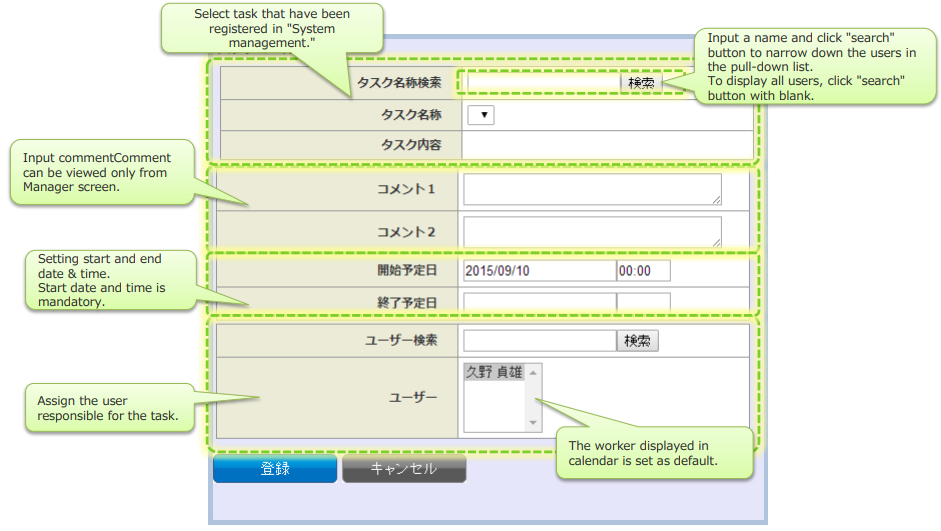 Select task that have been
registered in "System
management."
Input a name and click "search"
button to narrow down the users in
the pull-down list.
To display all users, click "search"
button with blank.
タスク名称検索
検索
タスク名称
▼
タスク内容
Input commentComment
can be viewed only from
Manager screen.
コメント1
コメント2
Setting start and end
date & time.
Start date and time is
mandatory.
開始予定日
2015/09/10
00:00
終了予定日
ユーザー検索
検索
Assign the user
responsible for the task.
ユーザー
久野 貞雄
The worker displayed in
calendar is set as default.
登録
キャンセル